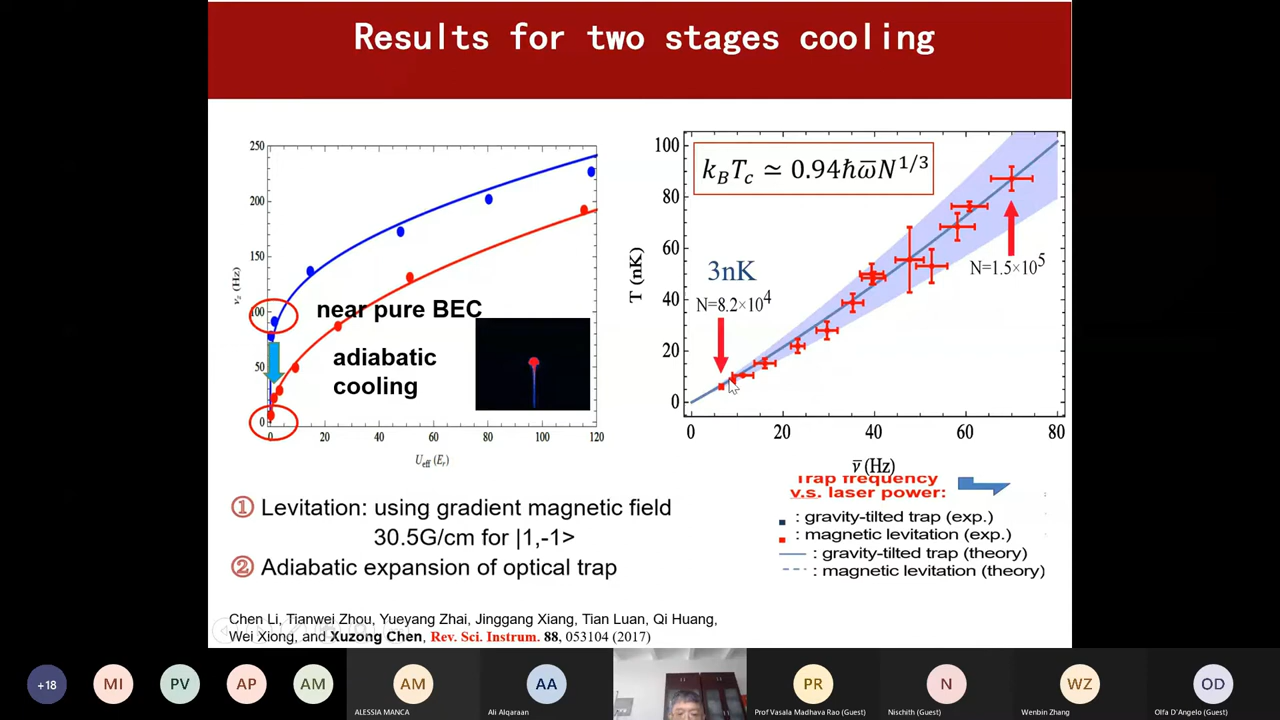 Results for two stages cooling
250
200
150
100
50
0
ν_z (Hz)
0 20 40 60 80 100 120
U_eff (E_r)
near pure BEC
adiabatic
cooling
100
80
60
40
20
0
T (nK)
k_B T_c ≃ 0.94ℏω̄N^1/3
3nK
N=8.2×10^4
N=1.5×10^5
0 20 40 60 80
ν̄ (Hz)
Trap frequency
v.s. laser power:
: gravity-tilted trap (exp.)
: magnetic levitation (exp.)
: gravity-tilted trap (theory)
: magnetic levitation (theory)
① Levitation: using gradient magnetic field
30.5G/cm for |1,-1>
② Adiabatic expansion of optical trap
Chen Li, Tianwei Zhou, Yueyang Zhai, Jinggang Xiang, Tian Luan, Qi Huang,
Wei Xiong, and Xuzong Chen, Rev. Sci. Instrum. 88, 053104 (2017)
+18 MI PV AP AM AM AA PR N WZ OD
ALESSIA MANCA Ali Alqaraan Prof Vasala Madhava Rao (Guest) Nischith (Guest) Wenbin Zhang Olfa D'Angelo (Guest)